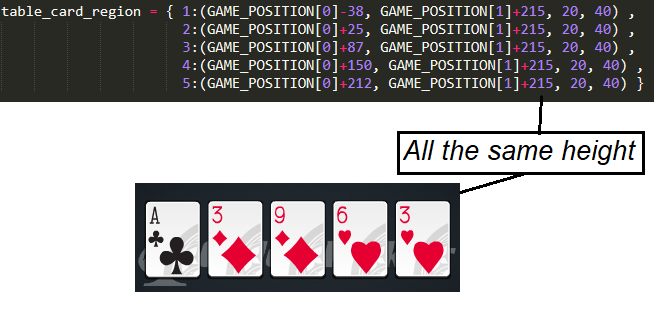 table_card_region = { 1:(GAME_POSITION[0]-38, GAME_POSITION[1]+215, 20, 40) ,
2:(GAME_POSITION[0]+25, GAME_POSITION[1]+215, 20, 40) ,
3:(GAME_POSITION[0]+87, GAME_POSITION[1]+215, 20, 40) ,
4:(GAME_POSITION[0]+150, GAME_POSITION[1]+215, 20, 40) ,
5:(GAME_POSITION[0]+212, GAME_POSITION[1]+215, 20, 40) }
All the same height
A 3 9 6 3